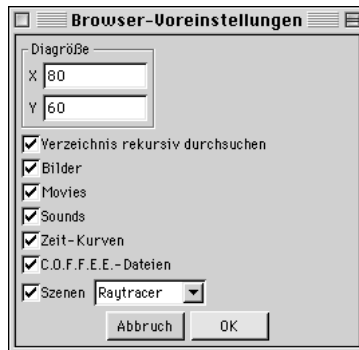 Browser-Voreinstellungen
Diagröße
X 80
Y 60
Verzeichnis rekursiv durchsuchen
Bilder
Movies
Sounds
Zeit-Kurven
C.O.F.F.E.E.-Dateien
Szenen Raytracer
Abbruch OK